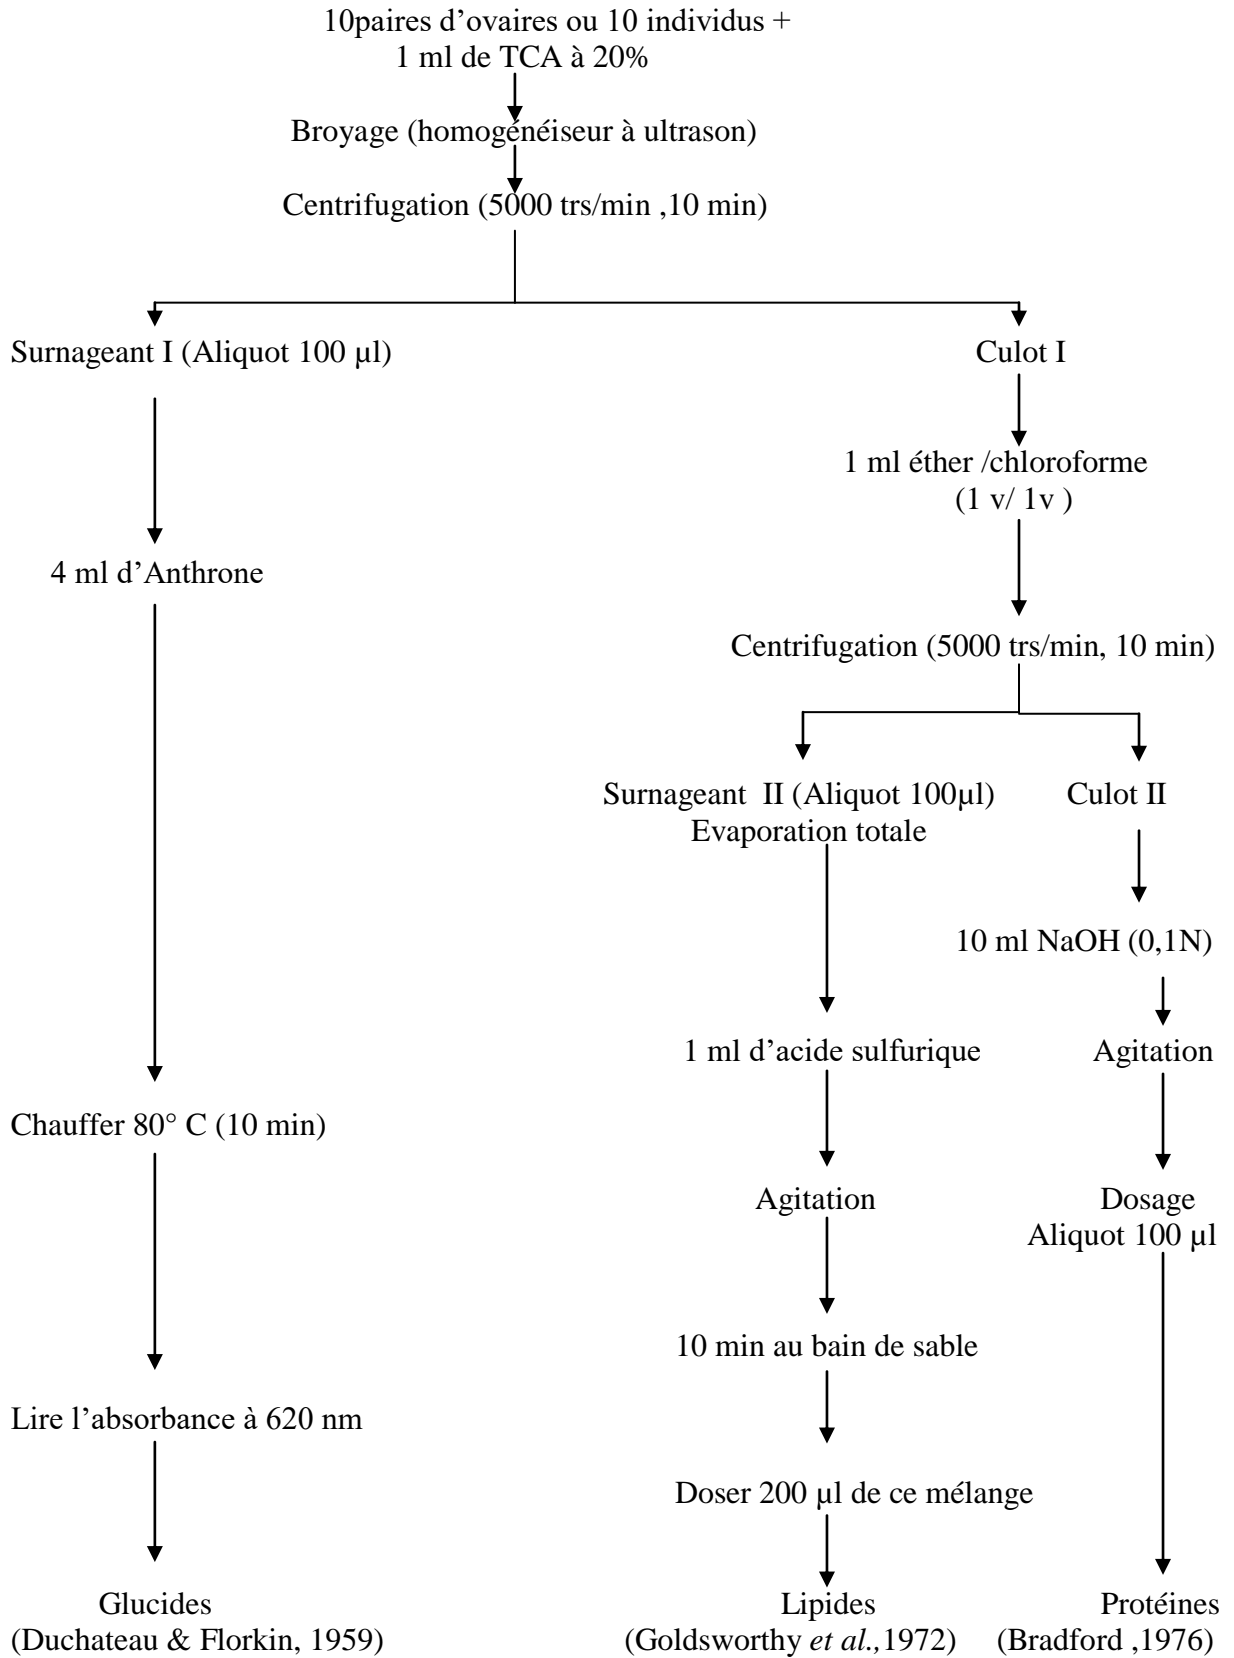 10paires d’ovaires ou 10 individus +
1 ml de TCA à 20%
Broyage (homogénéiseur à ultrason)
Centrifugation (5000 trs/min ,10 min)
Surnageant I (Aliquot 100 µl)
4 ml d’Anthrone
Chauffer 80° C (10 min)
Lire l’absorbance à 620 nm
Glucides
(Duchateau & Florkin, 1959)
Culot I
1 ml éther /chloroforme
(1 v/ 1v )
Centrifugation (5000 trs/min, 10 min)
Surnageant  II (Aliquot 100µl)
Evaporation totale
1 ml d’acide sulfurique
Agitation
10 min au bain de sable
Doser 200 µl de ce mélange
Lipides
(Goldsworthy et al.,1972)
Culot II
10 ml NaOH (0,1N)
Agitation
Dosage
Aliquot 100 µl
Protéines
(Bradford ,1976)